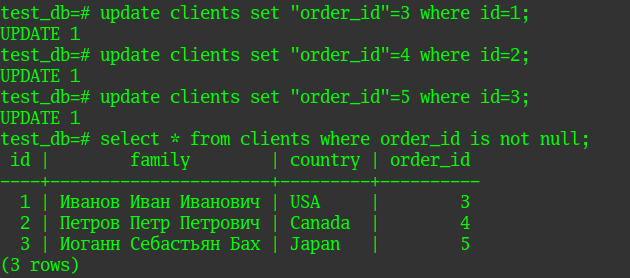 test_db=# update clients set "order_id"=3 where id=1;
UPDATE 1
test_db=# update clients set "order_id"=4 where id=2;
UPDATE 1
test_db=# update clients set "order_id"=5 where id=3;
UPDATE 1
test_db=# select * from clients where order_id is not null;
 id |        family        | country | order_id
----+----------------------+---------+----------
  1 | Иванов Иван Иванович | USA     |        3
  2 | Петров Петр Петрович | Canada  |        4
  3 | Иоганн Себастьян Бах | Japan   |        5
(3 rows)